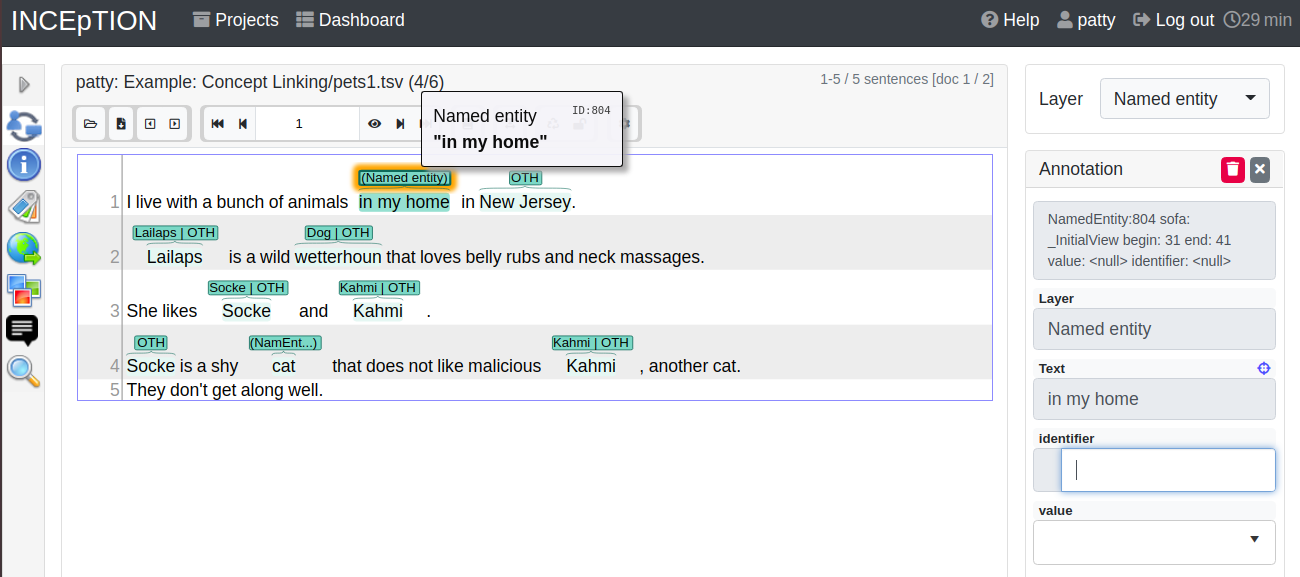 INCEpTION Projects Dashboard Help patty Log out 29 min
patty: Example: Concept Linking/pets1.tsv (4/6) 1-5 / 5 sentences [doc 1 / 2]
1
Named entity ID:804
"in my home"
(Named entity) OTH
1 I live with a bunch of animals in my home in New Jersey.
Lailaps | OTH Dog | OTH
2 Lailaps is a wild wetterhoun that loves belly rubs and neck massages.
Socke | OTH Kahmi | OTH
3 She likes Socke and Kahmi .
OTH (NamEnt...) Kahmi | OTH
4 Socke is a shy cat that does not like malicious Kahmi , another cat.
5 They don't get along well.
Layer Named entity
Annotation
NamedEntity:804 sofa:
_InitialView begin: 31 end: 41
value: <null> identifier: <null>
Layer
Named entity
Text
in my home
identifier
value